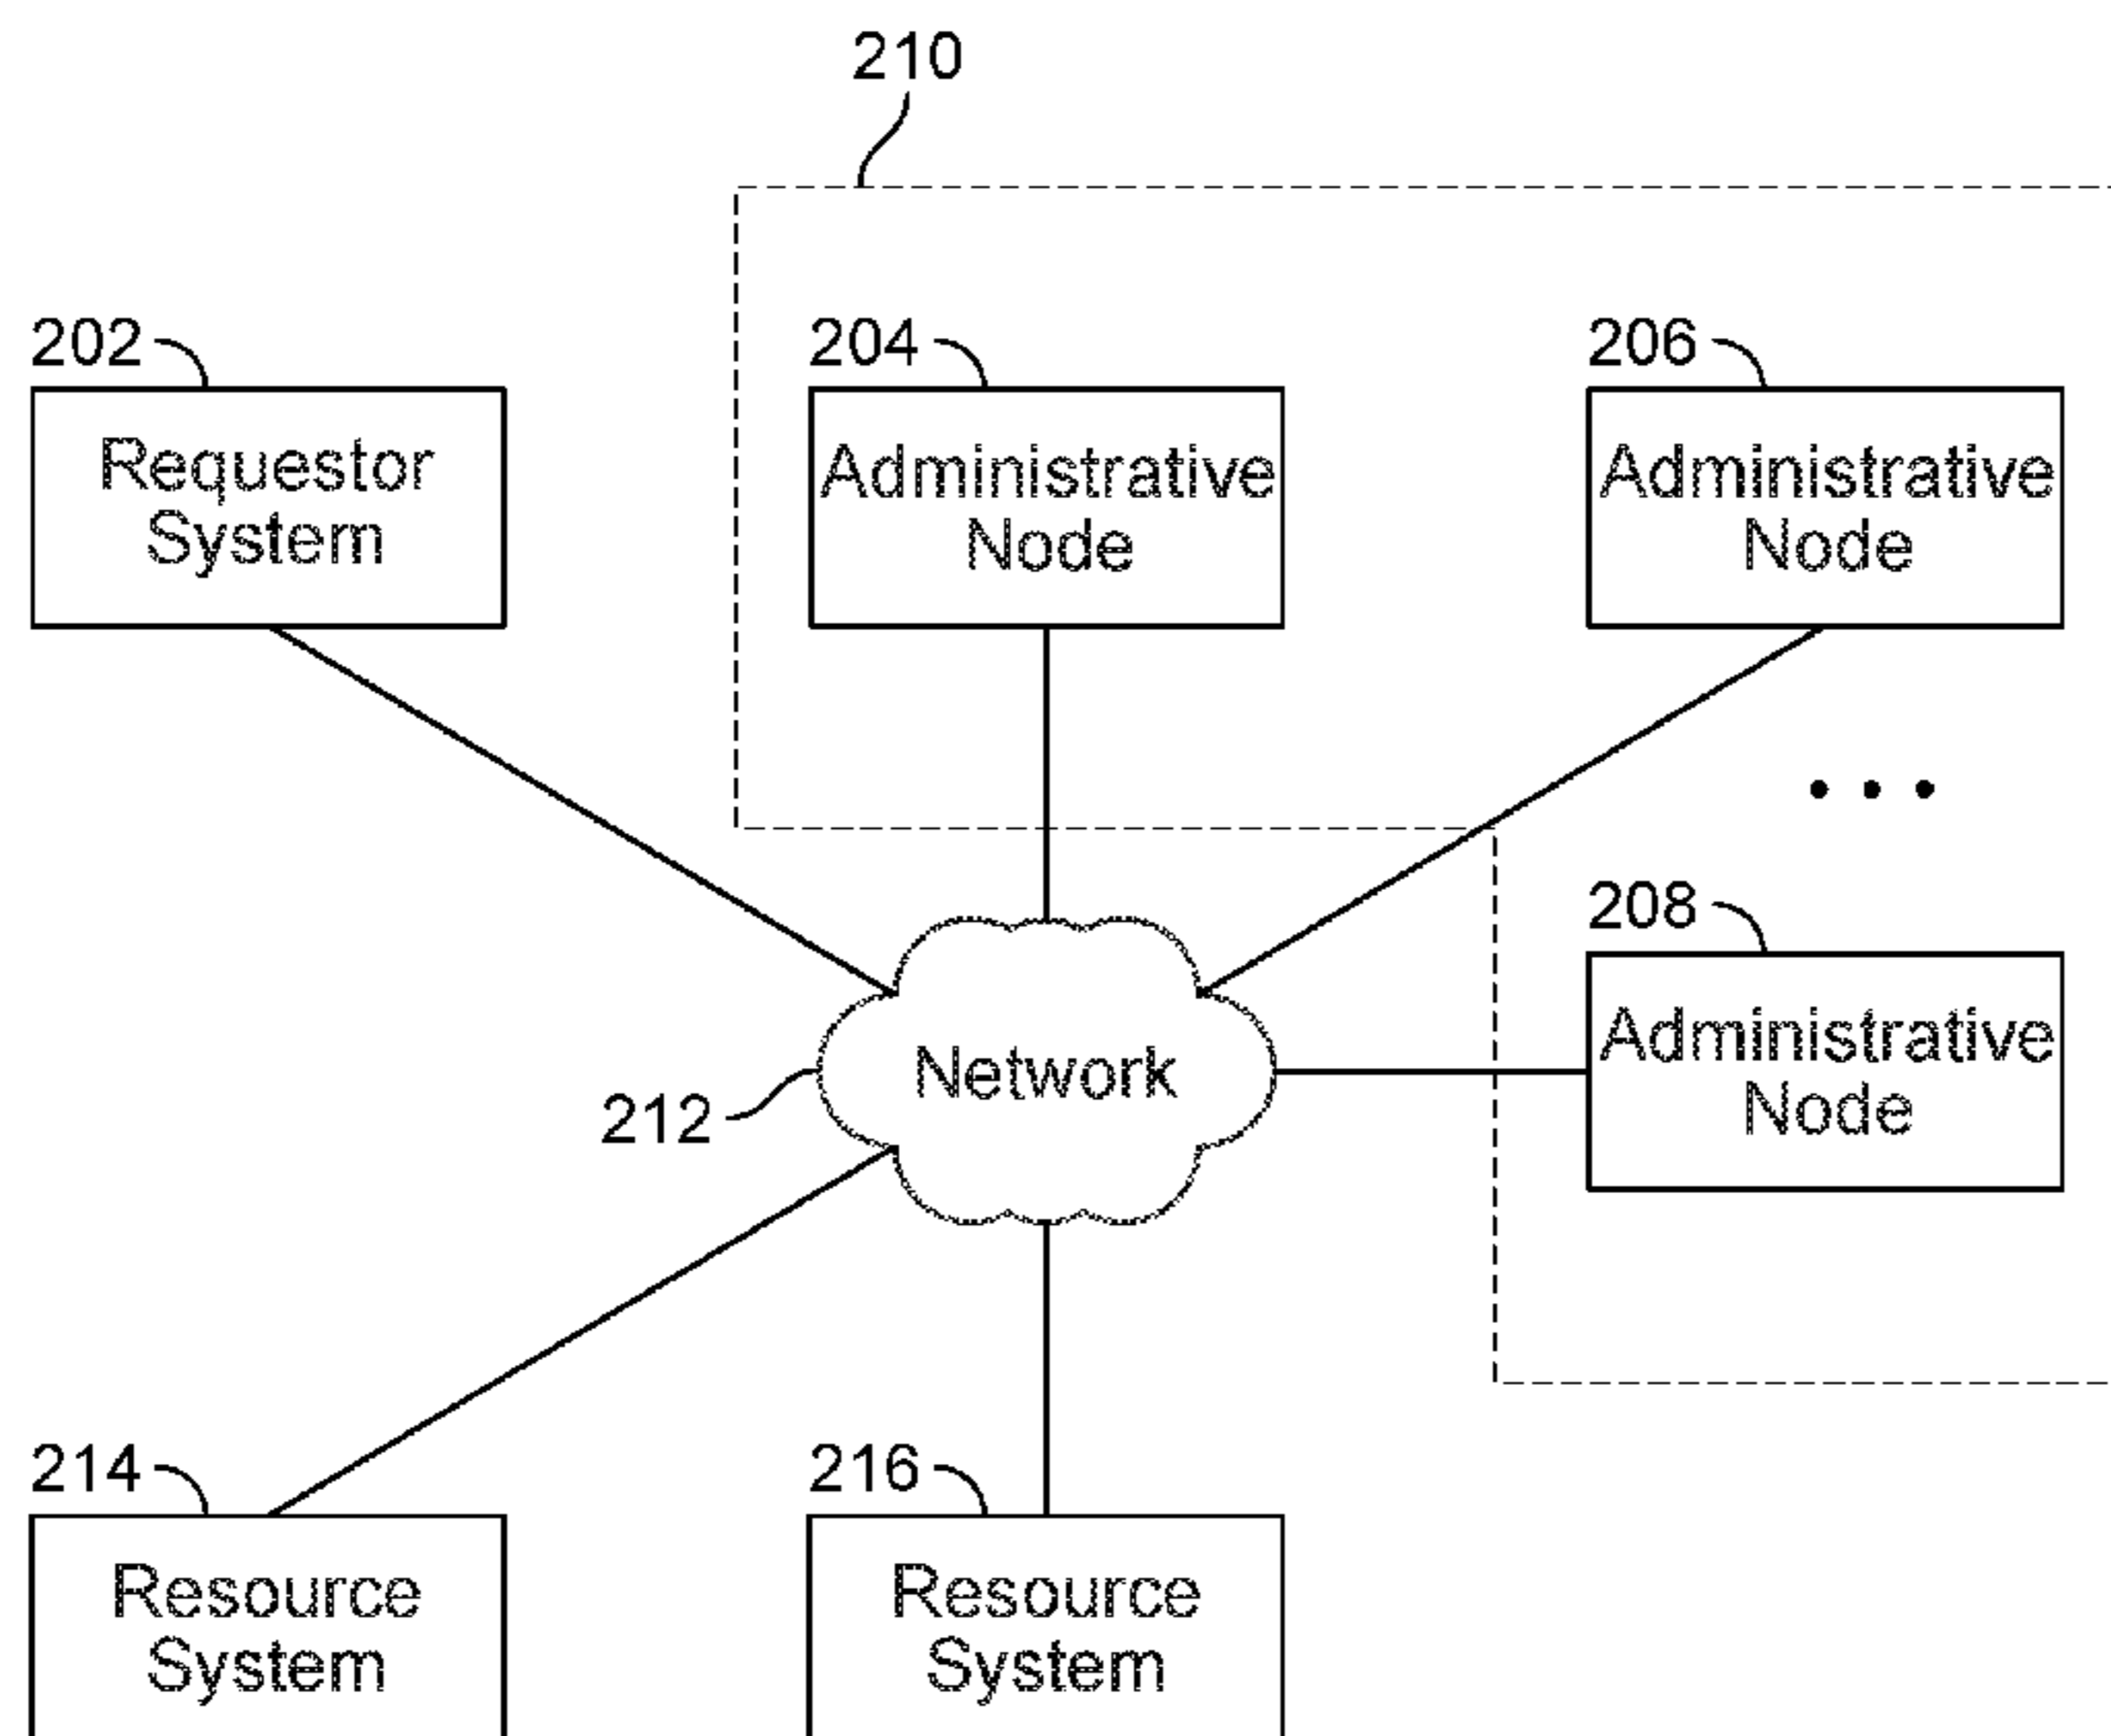 210
202
204
206
Requestor
System
Administrative
Node
Administrative
Node
• • •
208
Administrative
Node
Network
212
214
216
Resource
System
Resource
System